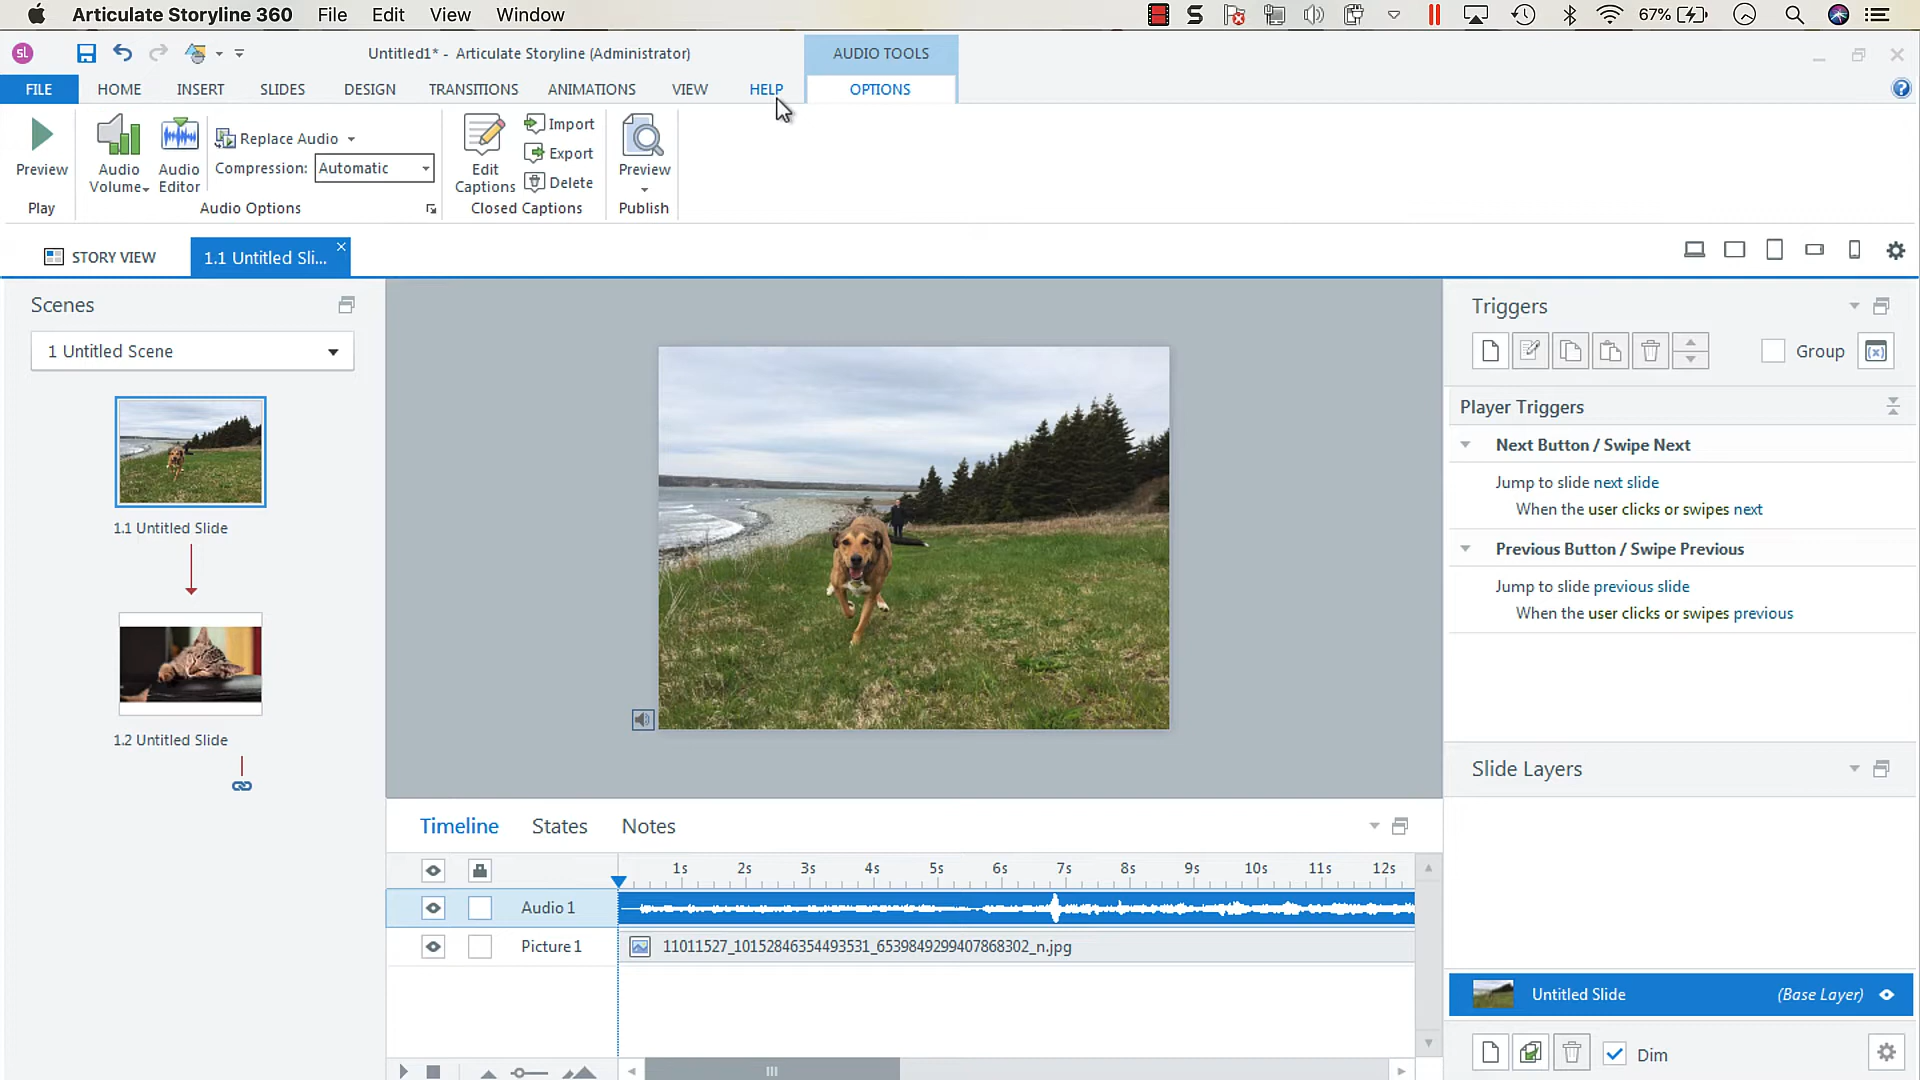 Articulate Storyline 360 File Edit View Window 67%
sl Untitled1* - Articulate Storyline (Administrator) AUDIO TOOLS
FILE HOME INSERT SLIDES DESIGN TRANSITIONS ANIMATIONS VIEW HELP OPTIONS ?
Preview
Play
Audio Volume
Audio Editor
Replace Audio
Compression: Automatic
Audio Options
Edit Captions
Import
Export
Delete
Closed Captions
Preview
Publish
STORY VIEW 1.1 Untitled Sli...
Scenes
1 Untitled Scene
1.1 Untitled Slide
1.2 Untitled Slide
Timeline States Notes
1s 2s 3s 4s 5s 6s 7s 8s 9s 10s 11s 12s
Audio 1
Picture 1 11011527_10152846354493531_6539849299407868302_n.jpg
Triggers
Group (x)
Player Triggers
Next Button / Swipe Next
Jump to slide next slide
When the user clicks or swipes next
Previous Button / Swipe Previous
Jump to slide previous slide
When the user clicks or swipes previous
Slide Layers
Untitled Slide (Base Layer)
Dim